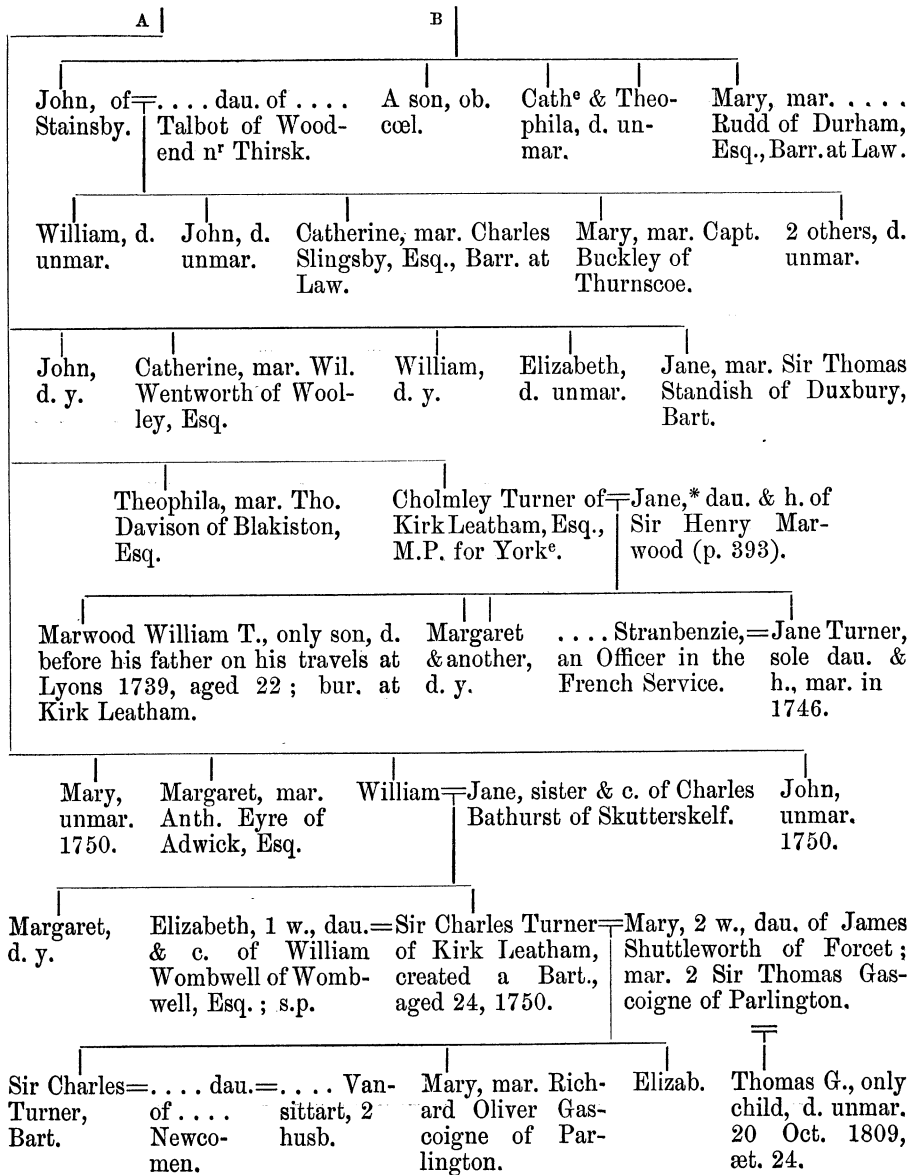 A
B
John, of
Stainsby.
. . . . dau. of . . . .
Talbot of Wood-
end nʳ Thirsk.
A son, ob.
cœl.
Cathᵉ & Theo-
phila, d. un-
mar.
Mary, mar. . . . . .
Rudd of Durham,
Esq., Barr. at Law.
William, d.
unmar.
John, d.
unmar.
Catherine, mar. Charles
Slingsby, Esq., Barr. at
Law.
Mary, mar. Capt.
Buckley of
Thurnscoe.
2 others, d.
unmar.
John,
d. y.
Catherine, mar. Wil.
Wentworth of Wool-
ley, Esq.
William,
d. y.
Elizabeth,
d. unmar.
Jane, mar. Sir Thomas
Standish of Duxbury,
Bart.
Theophila, mar. Tho.
Davison of Blakiston,
Esq.
Cholmley Turner of
Kirk Leatham, Esq.,
M.P. for Yorkᵉ.
Jane,* dau. & h. of
Sir Henry Mar-
wood (p. 393).
Marwood William T., only son, d.
before his father on his travels at
Lyons 1739, aged 22 ; bur. at
Kirk Leatham.
Margaret
& another,
d. y.
. . . . Stranbenzie,=
an Officer in the
French Service.
Jane Turner,
sole dau. &
h., mar. in
1746.
Mary,
unmar.
1750.
Margaret, mar.
Anth. Eyre of
Adwick, Esq.
William
Jane, sister & c. of Charles
Bathurst of Skutterskelf.
John,
unmar.
1750.
Margaret,
d. y.
Elizabeth, 1 w., dau.=
& c. of William
Wombwell of Womb-
well, Esq. ; s.p.
Sir Charles Turner
of Kirk Leatham,
created a Bart.,
aged 24, 1750.
Mary, 2 w., dau. of James
Shuttleworth of Forcet ;
mar. 2 Sir Thomas Gas-
coigne of Parlington.
Sir Charles=
Turner,
Bart.
. . . . dau.=
of . . . .
Newco-
men.
. . . . Van-
sittart, 2
husb.
Mary, mar. Rich-
ard Oliver Gas-
coigne of Par-
lington.
Elizab.
Thomas G., only
child, d. unmar.
20 Oct. 1809,
æt. 24.